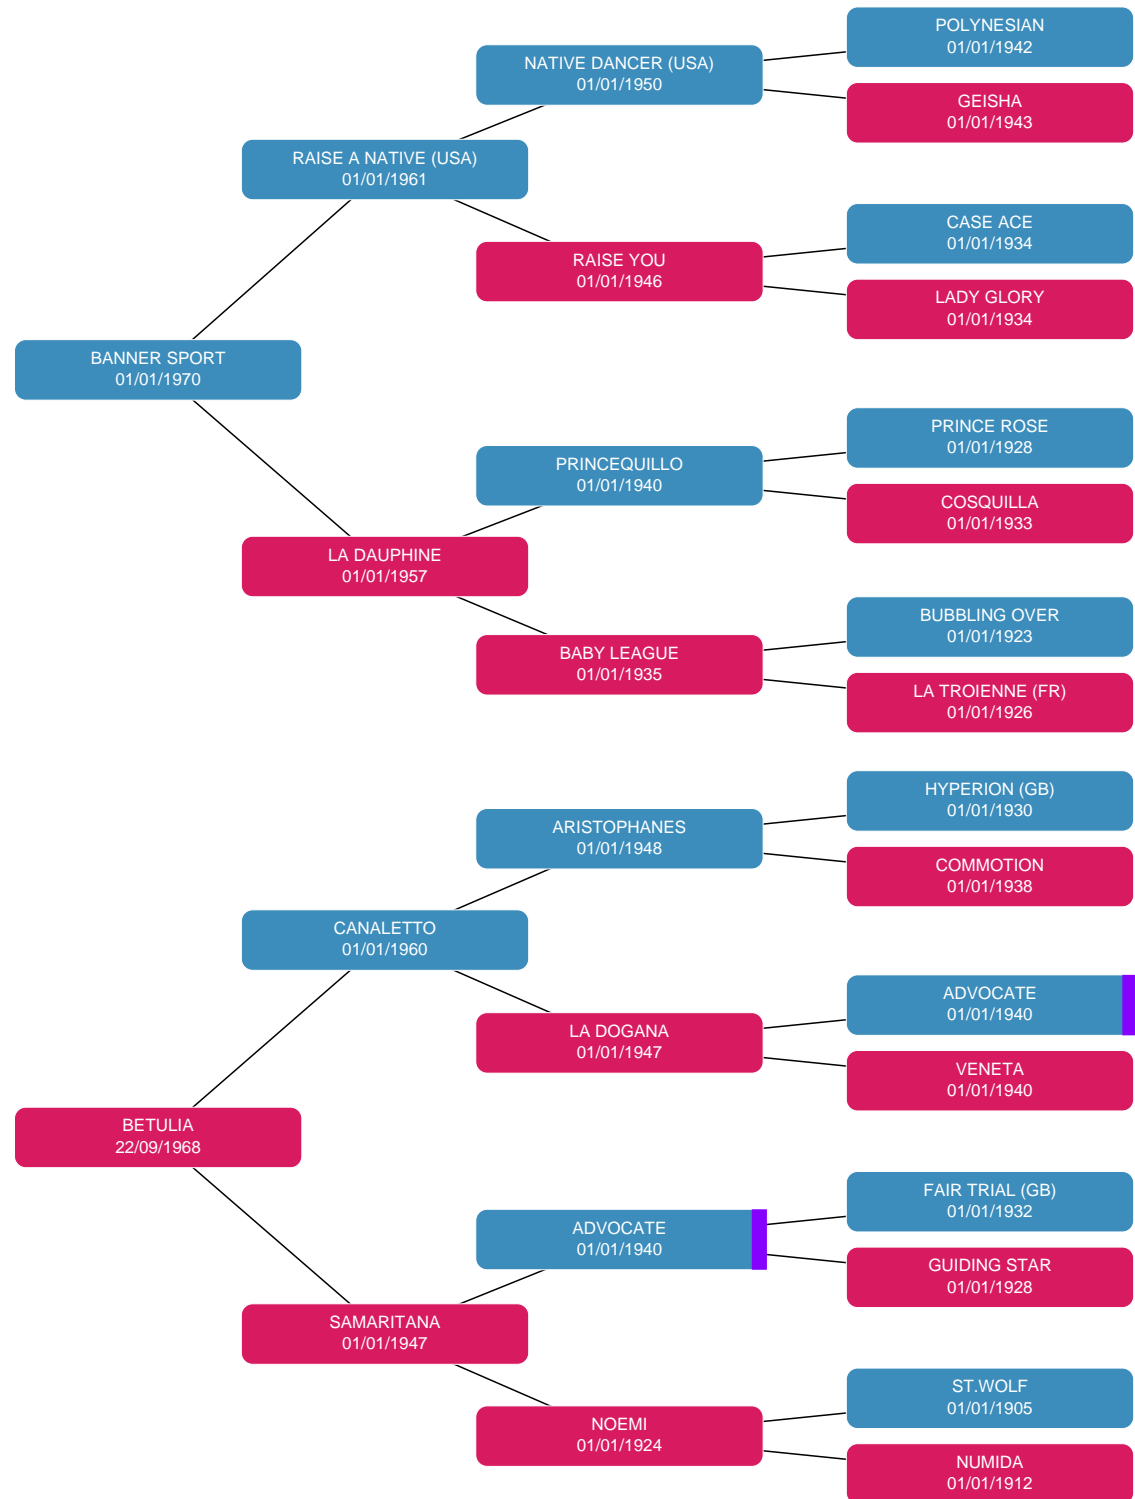 POLYNESIAN
01/01/1942
NATIVE DANCER (USA)
01/01/1950
GEISHA
01/01/1943
RAISE A NATIVE (USA)
01/01/1961
CASE ACE
01/01/1934
RAISE YOU
01/01/1946
LADY GLORY
01/01/1934
BANNER SPORT
01/01/1970
PRINCE ROSE
01/01/1928
PRINCEQUILLO
01/01/1940
COSQUILLA
01/01/1933
LA DAUPHINE
01/01/1957
BUBBLING OVER
01/01/1923
BABY LEAGUE
01/01/1935
LA TROIENNE (FR)
01/01/1926
HYPERION (GB)
01/01/1930
ARISTOPHANES
01/01/1948
COMMOTION
01/01/1938
CANALETTO
01/01/1960
ADVOCATE
01/01/1940
LA DOGANA
01/01/1947
VENETA
01/01/1940
BETULIA
22/09/1968
FAIR TRIAL (GB)
01/01/1932
ADVOCATE
01/01/1940
GUIDING STAR
01/01/1928
SAMARITANA
01/01/1947
ST.WOLF
01/01/1905
NOEMI
01/01/1924
NUMIDA
01/01/1912